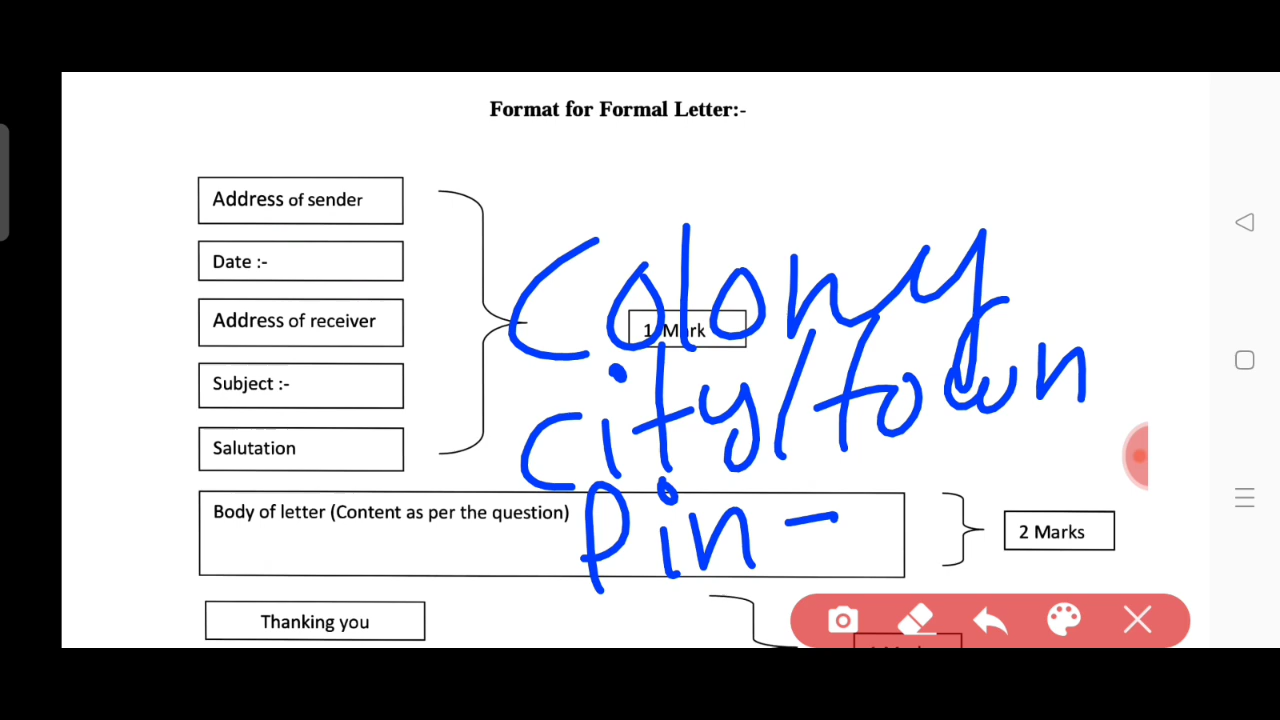 Format for Formal Letter:-
Address of sender
Date :-
Address of receiver
Subject :-
Salutation
1 Mark
Colony
city/town
Pin -
Body of letter (Content as per the question)
2 Marks
Thanking you